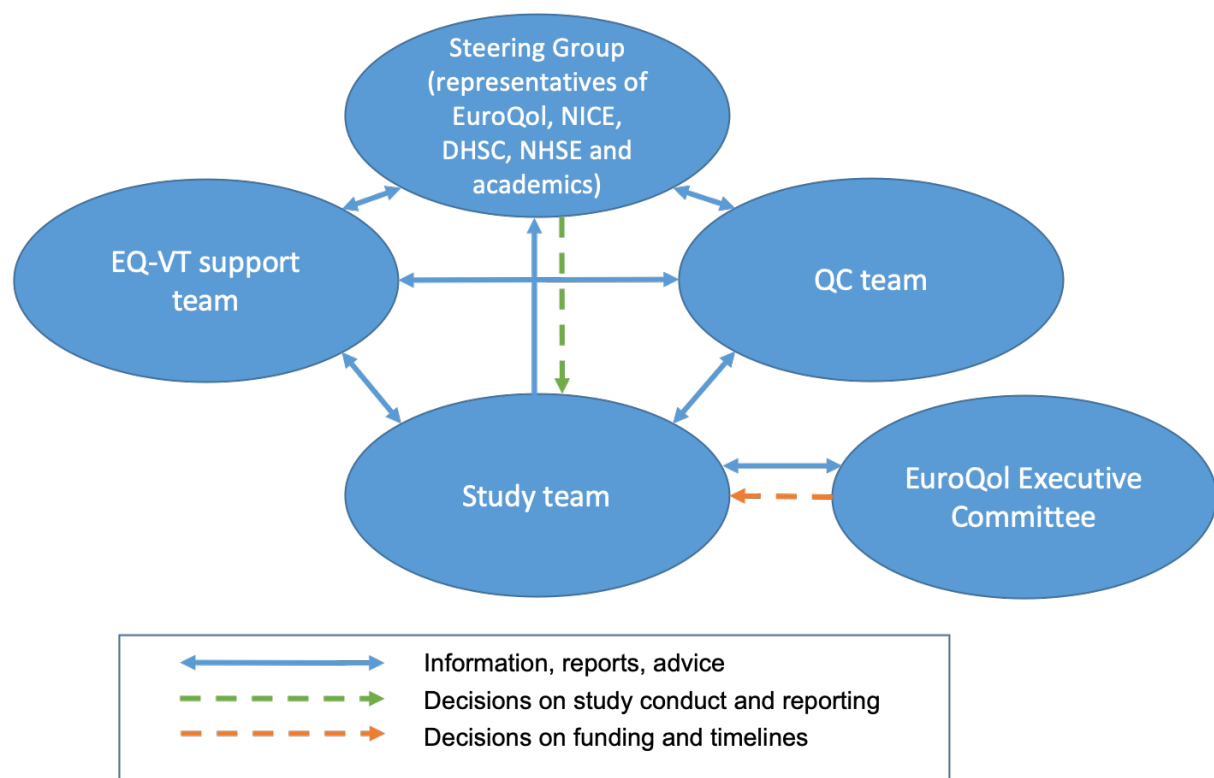 Steering Group
(representatives of
EuroQol, NICE,
DHSC, NHSE and
academics)
EQ-VT support
team
QC team
Study team
EuroQol Executive
Committee
Information, reports, advice
Decisions on study conduct and reporting
Decisions on funding and timelines